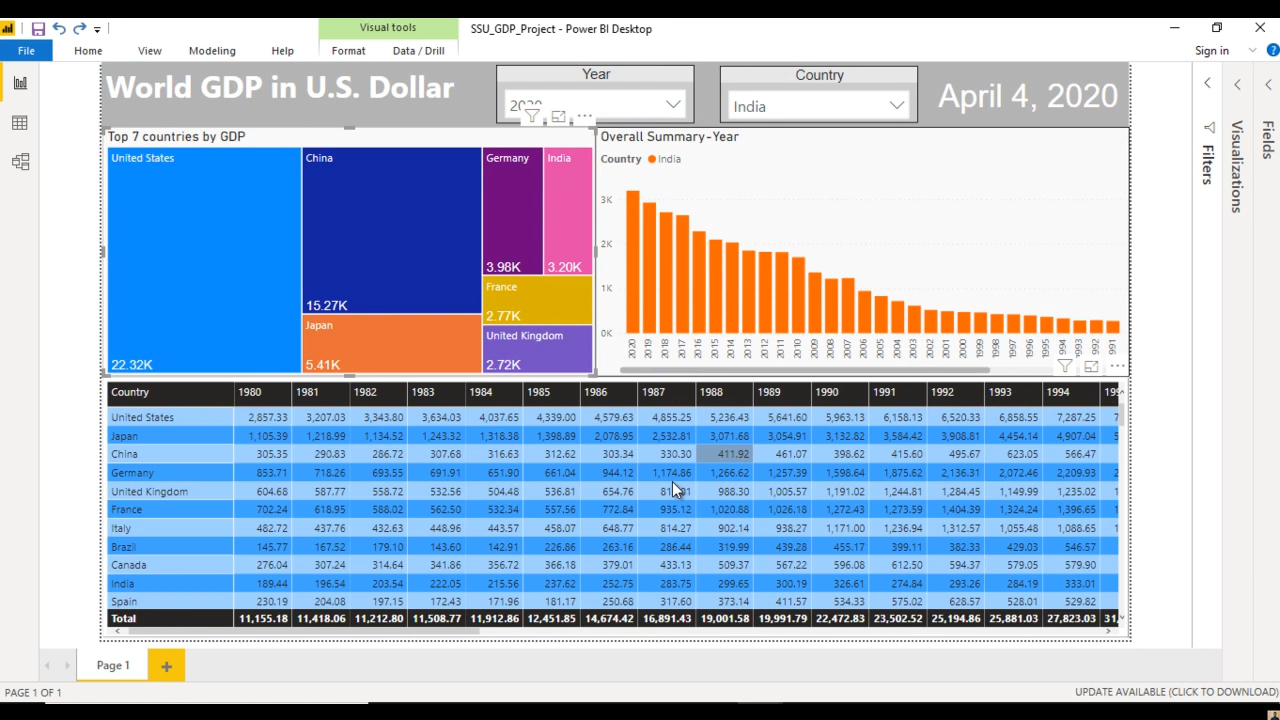 Visual tools
SSU_GDP_Project - Power BI Desktop
File Home View Modeling Help Format Data / Drill Sign in
World GDP in U.S. Dollar
Year
2020
Country
India
April 4, 2020
Top 7 countries by GDP
United States
22.32K
China
15.27K
Japan
5.41K
Germany
3.98K
India
3.20K
France
2.77K
United Kingdom
2.72K
Overall Summary-Year
Country India
3K
2K
1K
0K
2020 2019 2018 2017 2016 2015 2014 2013 2012 2011 2010 2009 2008 2007 2006 2005 2004 2003 2002 2001 2000 1999 1998 1997 1996 1995 994 993 992 991
Filters
Visualizations
Fields
Country 1980 1981 1982 1983 1984 1985 1986 1987 1988 1989 1990 1991 1992 1993 1994 199
United States 2,857.33 3,207.03 3,343.80 3,634.03 4,037.65 4,339.00 4,579.63 4,855.25 5,236.43 5,641.60 5,963.13 6,158.13 6,520.33 6,858.55 7,287.25 7
Japan 1,105.39 1,218.99 1,134.52 1,243.32 1,318.38 1,398.89 2,078.95 2,532.81 3,071.68 3,054.91 3,132.82 3,584.42 3,908.81 4,454.14 4,907.04 5
China 305.35 290.83 286.72 307.68 316.63 312.62 303.34 330.30 411.92 461.07 398.62 415.60 495.67 623.05 566.47
Germany 853.71 718.26 693.55 691.91 651.90 661.04 944.12 1,174.86 1,266.62 1,257.39 1,598.64 1,875.62 2,136.31 2,072.46 2,209.93 2
United Kingdom 604.68 587.77 558.72 532.56 504.48 536.81 654.76 988.30 1,005.57 1,191.02 1,244.81 1,284.45 1,149.99 1,235.02 1
France 702.24 618.95 588.02 562.50 532.34 557.56 772.84 935.12 1,020.88 1,026.18 1,272.43 1,273.59 1,404.39 1,324.24 1,396.65 1
Italy 482.72 437.76 432.63 448.96 443.57 458.07 648.77 814.27 902.14 938.27 1,171.00 1,236.94 1,312.57 1,055.48 1,088.65 1
Brazil 145.77 167.52 179.10 143.60 142.91 226.86 263.16 286.44 319.99 439.28 455.17 399.11 382.33 429.03 546.57
Canada 276.04 307.24 314.64 341.86 356.72 366.18 379.01 433.13 509.37 567.22 596.08 612.50 594.37 579.05 579.90
India 189.44 196.54 203.54 222.05 215.56 237.62 252.75 283.75 299.65 300.19 326.61 274.84 293.26 284.19 333.01
Spain 230.19 204.08 197.15 172.43 171.96 181.17 250.68 317.60 373.14 411.57 534.33 575.02 628.57 528.01 529.82
Total 11,155.18 11,418.06 11,212.80 11,508.77 11,912.86 12,451.85 14,674.42 16,891.43 19,001.58 19,991.79 22,472.83 23,502.52 25,194.86 25,881.03 27,823.03 31,
Page 1
PAGE 1 OF 1
UPDATE AVAILABLE (CLICK TO DOWNLOAD)